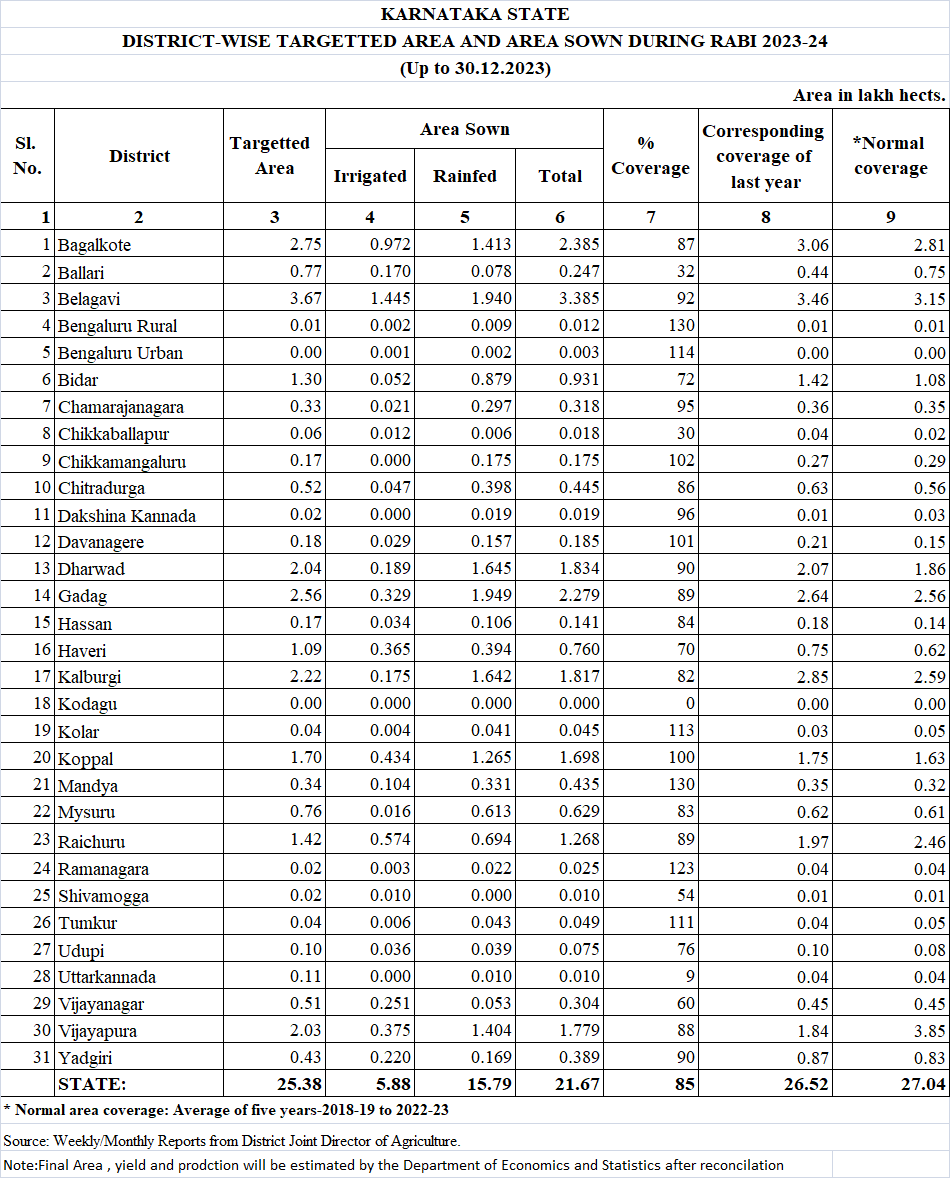 KARNATAKA STATE
DISTRICT-WISE TARGETTED AREA AND AREA SOWN DURING RABI 2023-24
(Up to 30.12.2023)
Area in lakh hects.
Sl. No. District Targetted Area Area Sown % Coverage Corresponding coverage of last year *Normal coverage
Irrigated Rainfed Total
1 2 3 4 5 6 7 8 9
1 Bagalkote 2.75 0.972 1.413 2.385 87 3.06 2.81
2 Ballari 0.77 0.170 0.078 0.247 32 0.44 0.75
3 Belagavi 3.67 1.445 1.940 3.385 92 3.46 3.15
4 Bengaluru Rural 0.01 0.002 0.009 0.012 130 0.01 0.01
5 Bengaluru Urban 0.00 0.001 0.002 0.003 114 0.00 0.00
6 Bidar 1.30 0.052 0.879 0.931 72 1.42 1.08
7 Chamarajanagara 0.33 0.021 0.297 0.318 95 0.36 0.35
8 Chikkaballapur 0.06 0.012 0.006 0.018 30 0.04 0.02
9 Chikkamangaluru 0.17 0.000 0.175 0.175 102 0.27 0.29
10 Chitradurga 0.52 0.047 0.398 0.445 86 0.63 0.56
11 Dakshina Kannada 0.02 0.000 0.019 0.019 96 0.01 0.03
12 Davanagere 0.18 0.029 0.157 0.185 101 0.21 0.15
13 Dharwad 2.04 0.189 1.645 1.834 90 2.07 1.86
14 Gadag 2.56 0.329 1.949 2.279 89 2.64 2.56
15 Hassan 0.17 0.034 0.106 0.141 84 0.18 0.14
16 Haveri 1.09 0.365 0.394 0.760 70 0.75 0.62
17 Kalburgi 2.22 0.175 1.642 1.817 82 2.85 2.59
18 Kodagu 0.00 0.000 0.000 0.000 0 0.00 0.00
19 Kolar 0.04 0.004 0.041 0.045 113 0.03 0.05
20 Koppal 1.70 0.434 1.265 1.698 100 1.75 1.63
21 Mandya 0.34 0.104 0.331 0.435 130 0.35 0.32
22 Mysuru 0.76 0.016 0.613 0.629 83 0.62 0.61
23 Raichuru 1.42 0.574 0.694 1.268 89 1.97 2.46
24 Ramanagara 0.02 0.003 0.022 0.025 123 0.04 0.04
25 Shivamogga 0.02 0.010 0.000 0.010 54 0.01 0.01
26 Tumkur 0.04 0.006 0.043 0.049 111 0.04 0.05
27 Udupi 0.10 0.036 0.039 0.075 76 0.10 0.08
28 Uttarkannada 0.11 0.000 0.010 0.010 9 0.04 0.04
29 Vijayanagar 0.51 0.251 0.053 0.304 60 0.45 0.45
30 Vijayapura 2.03 0.375 1.404 1.779 88 1.84 3.85
31 Yadgiri 0.43 0.220 0.169 0.389 90 0.87 0.83
STATE: 25.38 5.88 15.79 21.67 85 26.52 27.04
* Normal area coverage: Average of five years-2018-19 to 2022-23
Source: Weekly/Monthly Reports from District Joint Director of Agriculture.
Note:Final Area , yield and prodction will be estimated by the Department of Economics and Statistics after reconcilation